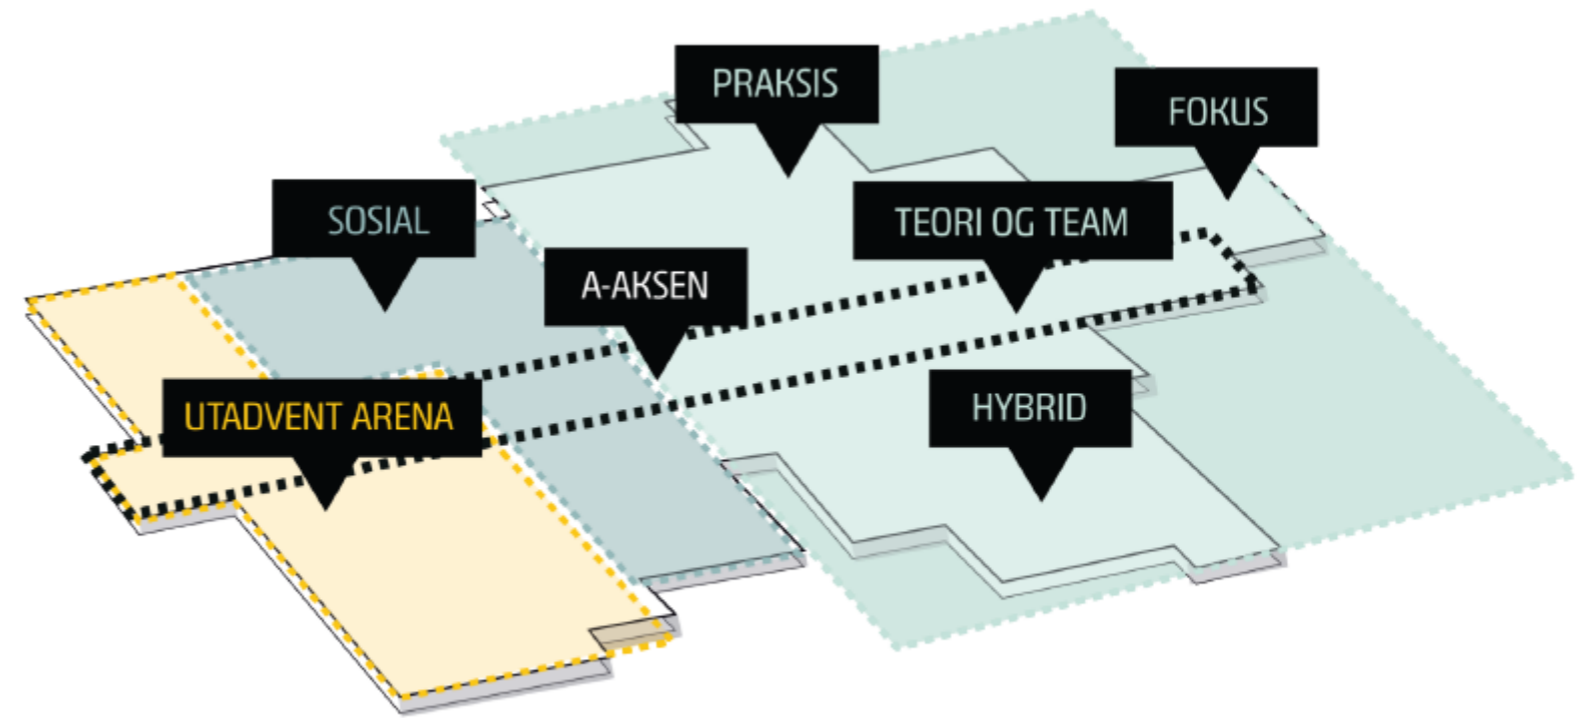 PRAKSIS
FOKUS
SOSIAL
TEORI OG TEAM
A-AKSEN
UTADVENT ARENA
HYBRID